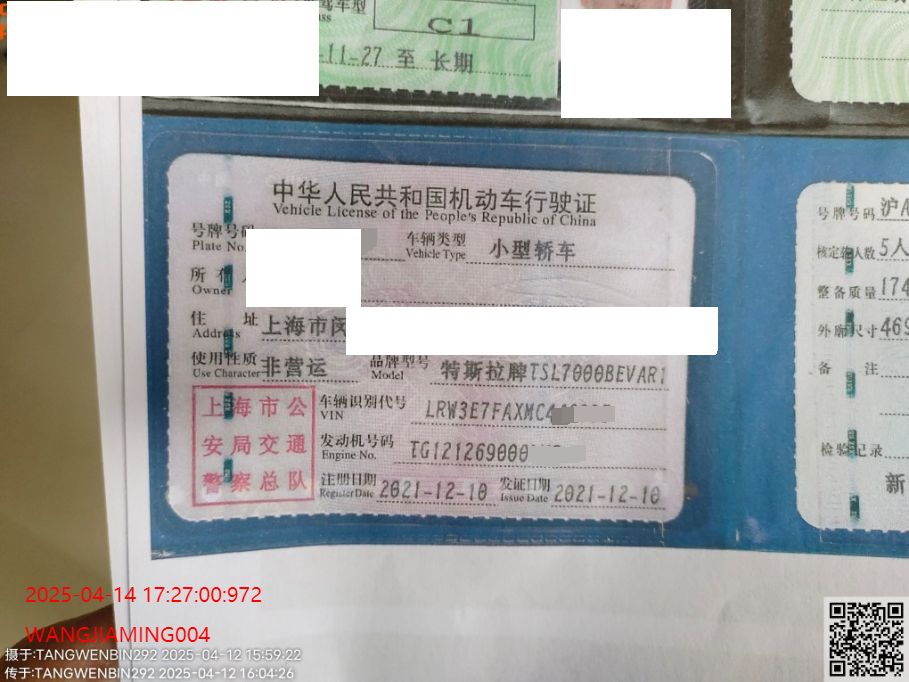 驾车型
ass
C1
-11-27 至 长期
中华人民共和国机动车行驶证
Vehicle License of the People's Republic of China
号牌号码
Plate No.
车辆类型
Vehicle Type
小型轿车
所有人
Owner
住 址
Address
上海市闵
使用性质
Use Character
非营运
品牌型号
Model
特斯拉牌TSL7000BEVAR1
上海市公
安局交通
警察总队
车辆识别代号
VIN
LRW3E7FAXMC4
发动机号码
Engine No.
TG121269000
注册日期
Register Date
2021-12-10
发证日期
Issue Date
2021-12-10
号牌号码 沪A
核定载人数 5人
整备质量 174
外廓尺寸 469
备 注
检验记录
新
2025-04-14 17:27:00:972
WANGJIAMING004
摄于:TANGWENBIN292 2025-04-12 15:59:22
传于:TANGWENBIN292 2025-04-12 16:04:26